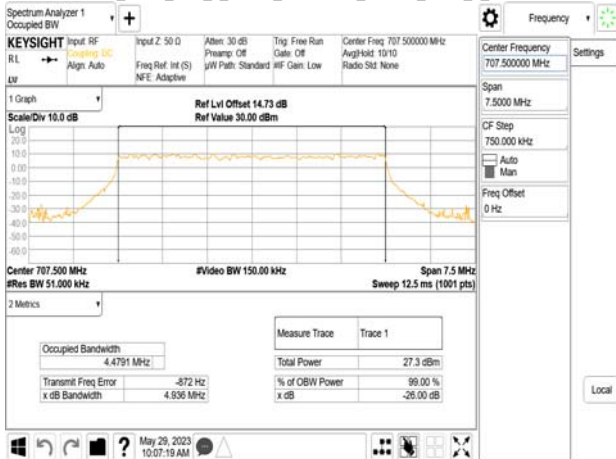 Spectrum Analyzer 1
Occupied BW
Frequency
KEYSIGHT
Input: RF
Coupling: DC
Align: Auto
Input Z: 50 Ω
Freq Ref: Int (S)
NFE: Adaptive
Atten: 30 dB
Preamp: Off
µW Path: Standard
Trig: Free Run
Gate: Off
#IF Gain: Low
Center Freq: 707.500000 MHz
Avg|Hold: 10/10
Radio Std: None
RL
LXI
Center Frequency
707.500000 MHz
Settings
Span
7.5000 MHz
CF Step
750.000 kHz
Auto
Man
Freq Offset
0 Hz
1 Graph
Ref Lvl Offset 14.73 dB
Scale/Div 10.0 dB
Ref Value 30.00 dBm
Log
20.0
10.0
0.00
-10.0
-20.0
-30.0
-40.0
-50.0
-60.0
Center 707.500 MHz
#Video BW 150.00 kHz
Span 7.5 MHz
#Res BW 51.000 kHz
Sweep 12.5 ms (1001 pts)
2 Metrics
Measure Trace
Trace 1
Occupied Bandwidth
4.4791 MHz
Total Power
27.3 dBm
Transmit Freq Error
-872 Hz
% of OBW Power
99.00 %
x dB Bandwidth
4.936 MHz
x dB
-26.00 dB
Local
May 29, 2023
10:07:19 AM